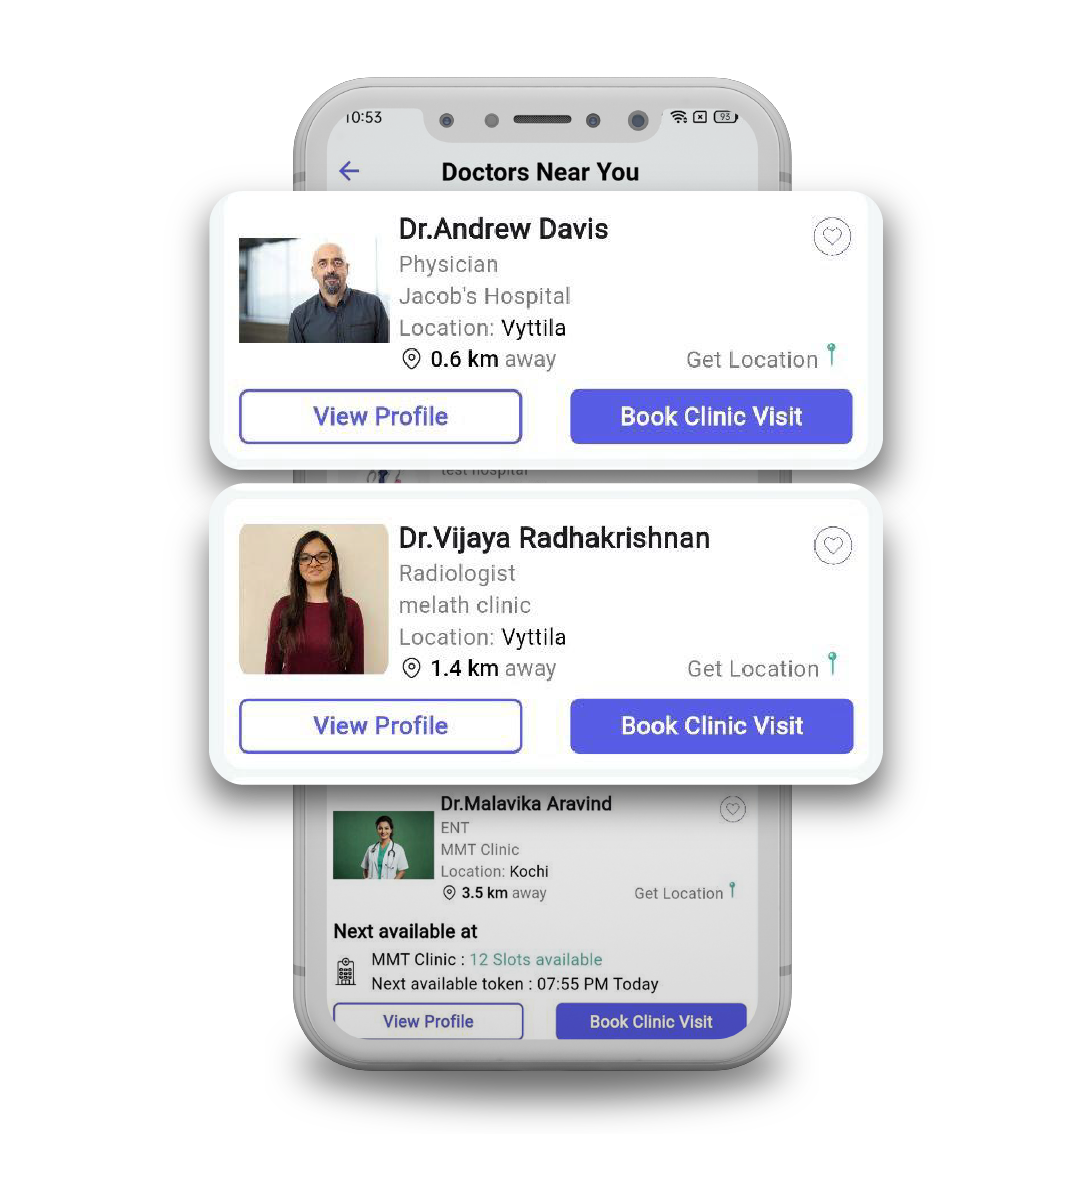 10:53
93
Doctors Near You
Dr.Andrew Davis
Physician
Jacob's Hospital
Location: Vyttila
0.6 km away
Get Location
View Profile
Book Clinic Visit
test hospital
Dr.Vijaya Radhakrishnan
Radiologist
melath clinic
Location: Vyttila
1.4 km away
Get Location
View Profile
Book Clinic Visit
Dr.Malavika Aravind
ENT
MMT Clinic
Location: Kochi
3.5 km away
Get Location
Next available at
MMT Clinic : 12 Slots available
Next available token : 07:55 PM Today
View Profile
Book Clinic Visit